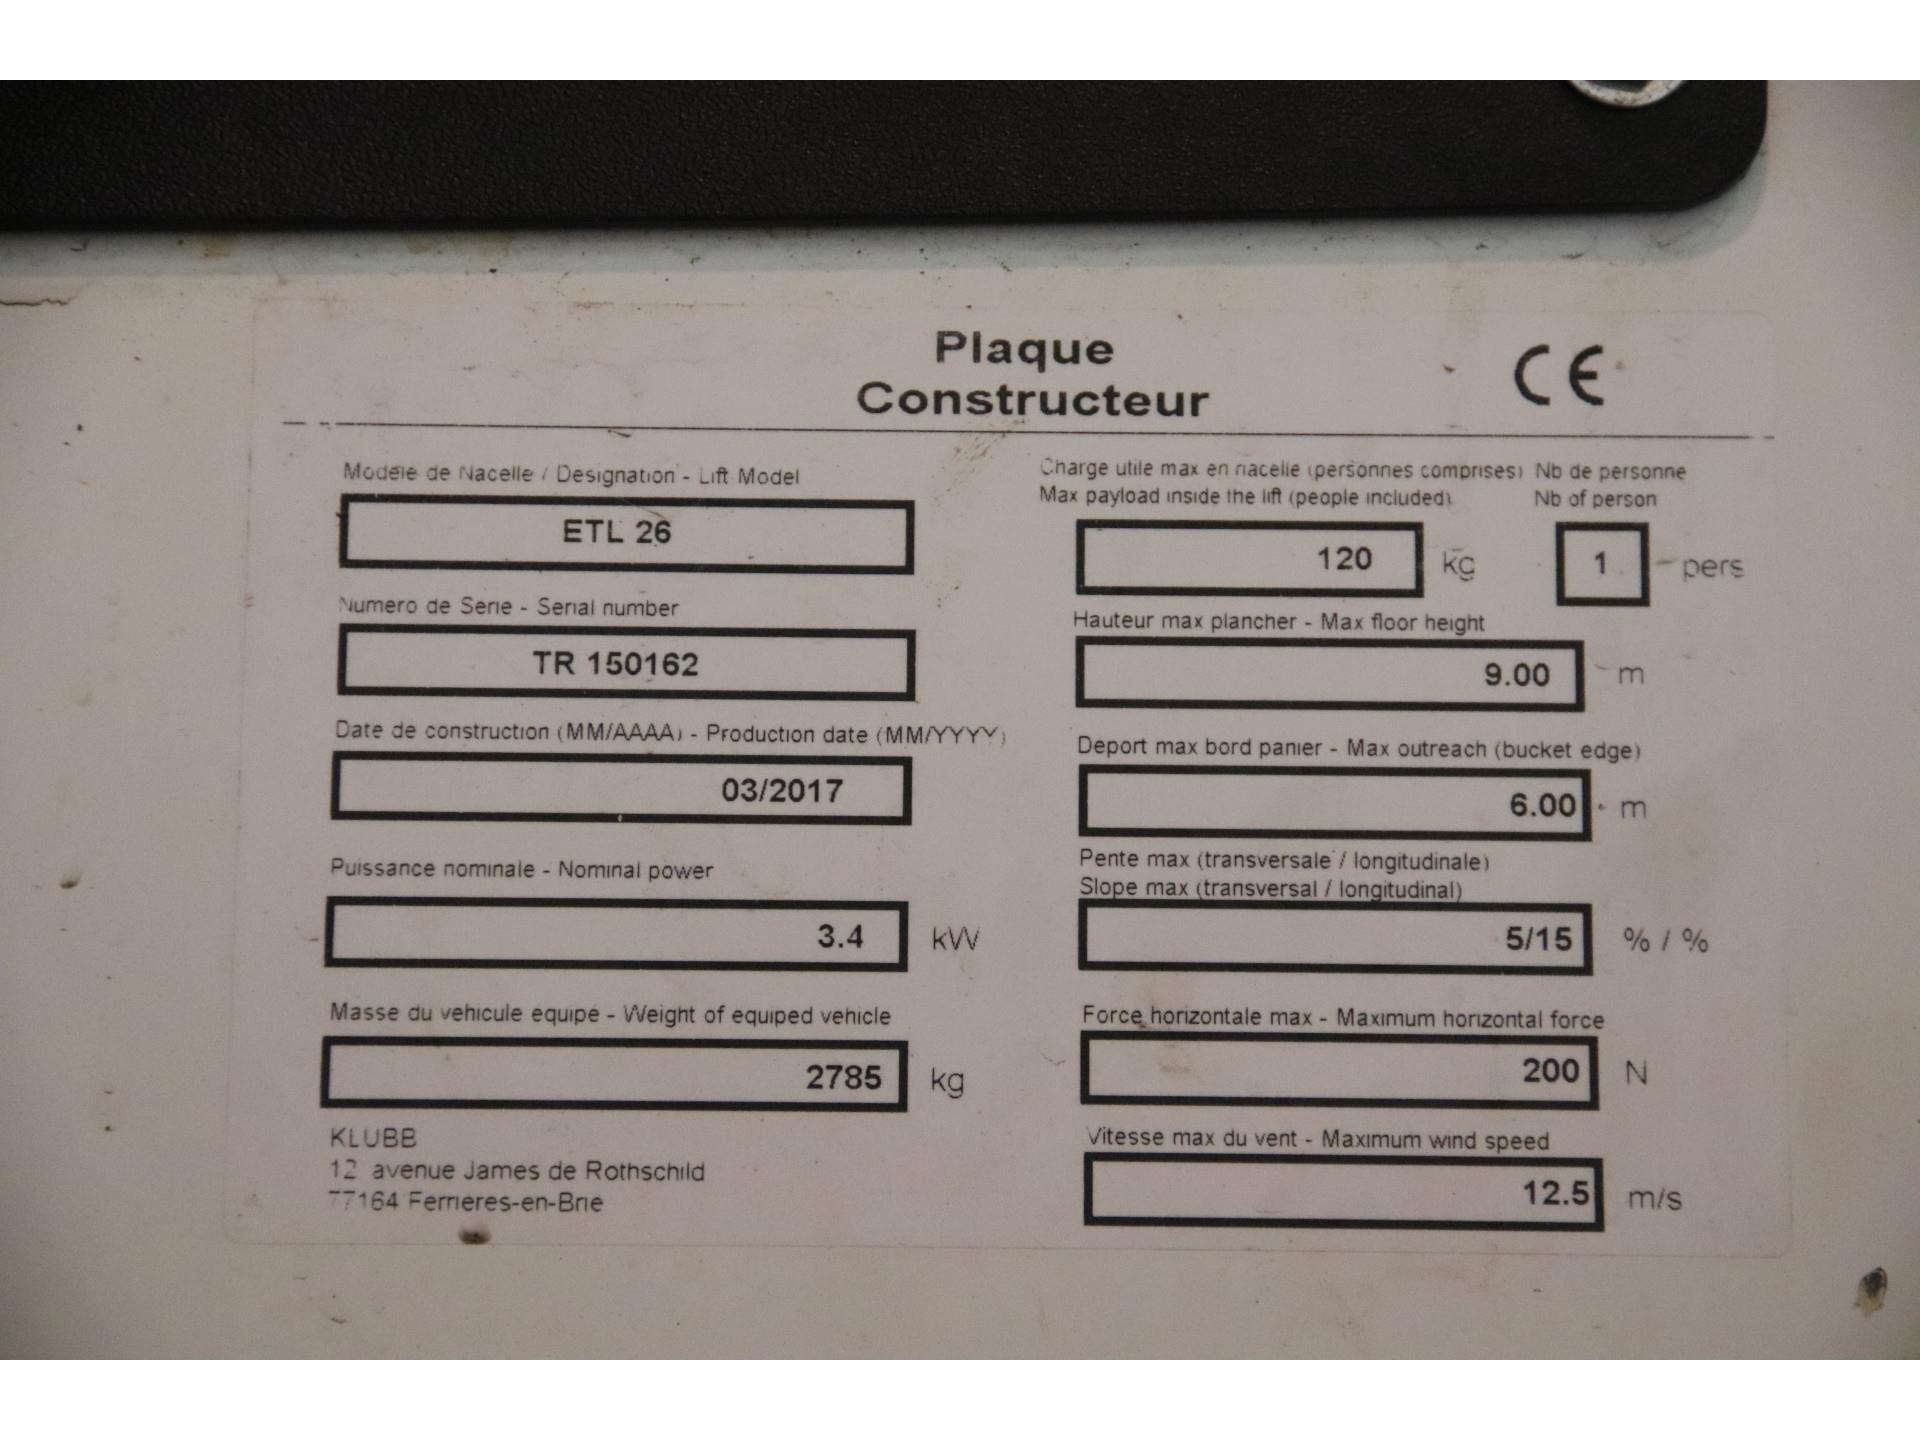 Plaque
Constructeur
CE
Modèle de Nacelle / Designation - Lift Model
ETL 26
Numero de Serie - Serial number
TR 150162
Date de construction (MM/AAAA) - Production date (MM/YYYY)
03/2017
Puissance nominale - Nominal power
3.4 kW
Masse du vehicule équipé - Weight of equiped vehicle
2785 kg
KLUBB
12 avenue James de Rothschild
77164 Ferrieres-en-Brie
Charge utile max en nacelle (personnes comprises) Nb de personne
Max payload inside the lift (people included) Nb of person
120 kg 1 pers
Hauteur max plancher - Max floor height
9.00 m
Deport max bord panier - Max outreach (bucket edge)
6.00 m
Pente max (transversale / longitudinale)
Slope max (transversal / longitudinal)
5/15 % / %
Force horizontale max - Maximum horizontal force
200 N
Vitesse max du vent - Maximum wind speed
12.5 m/s